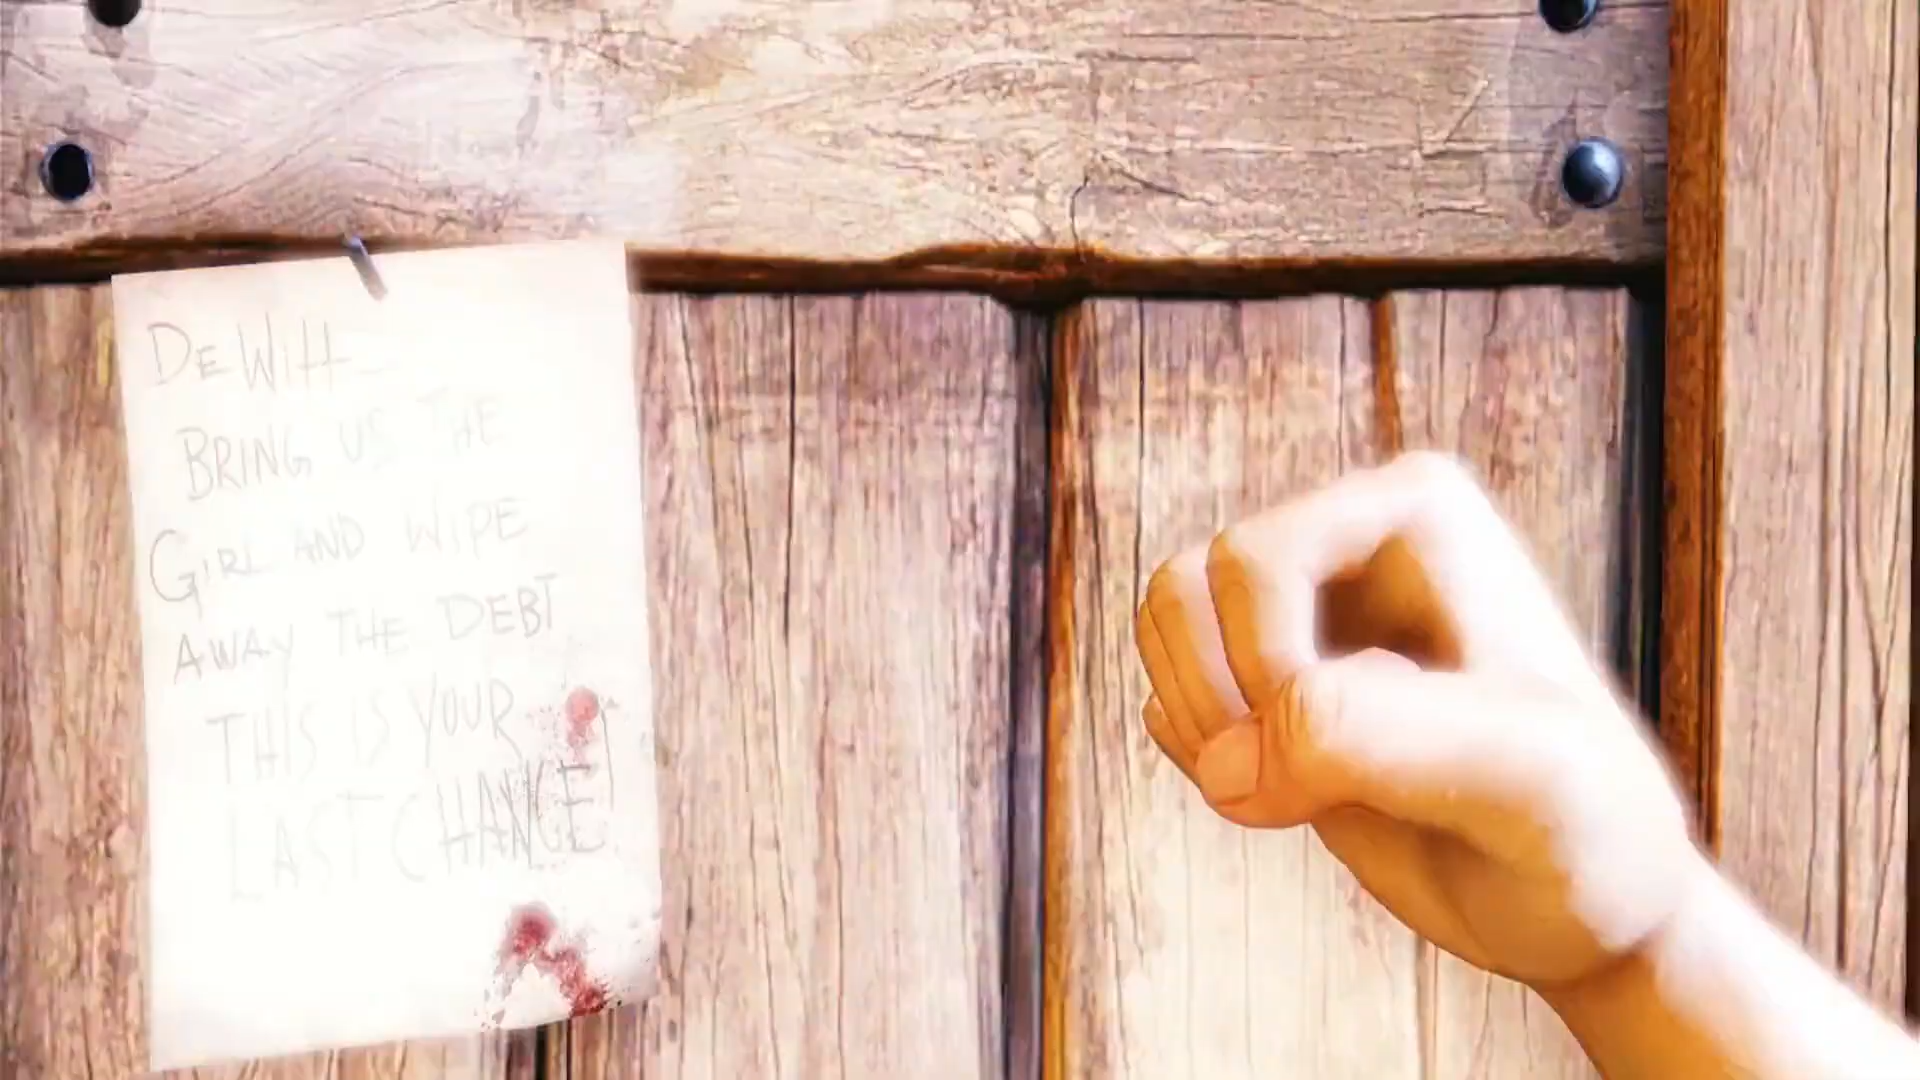 DEWITT-
BRING US THE
GIRL AND WIPE
AWAY THE DEBT
THIS IS YOUR
LAST CHANCE!